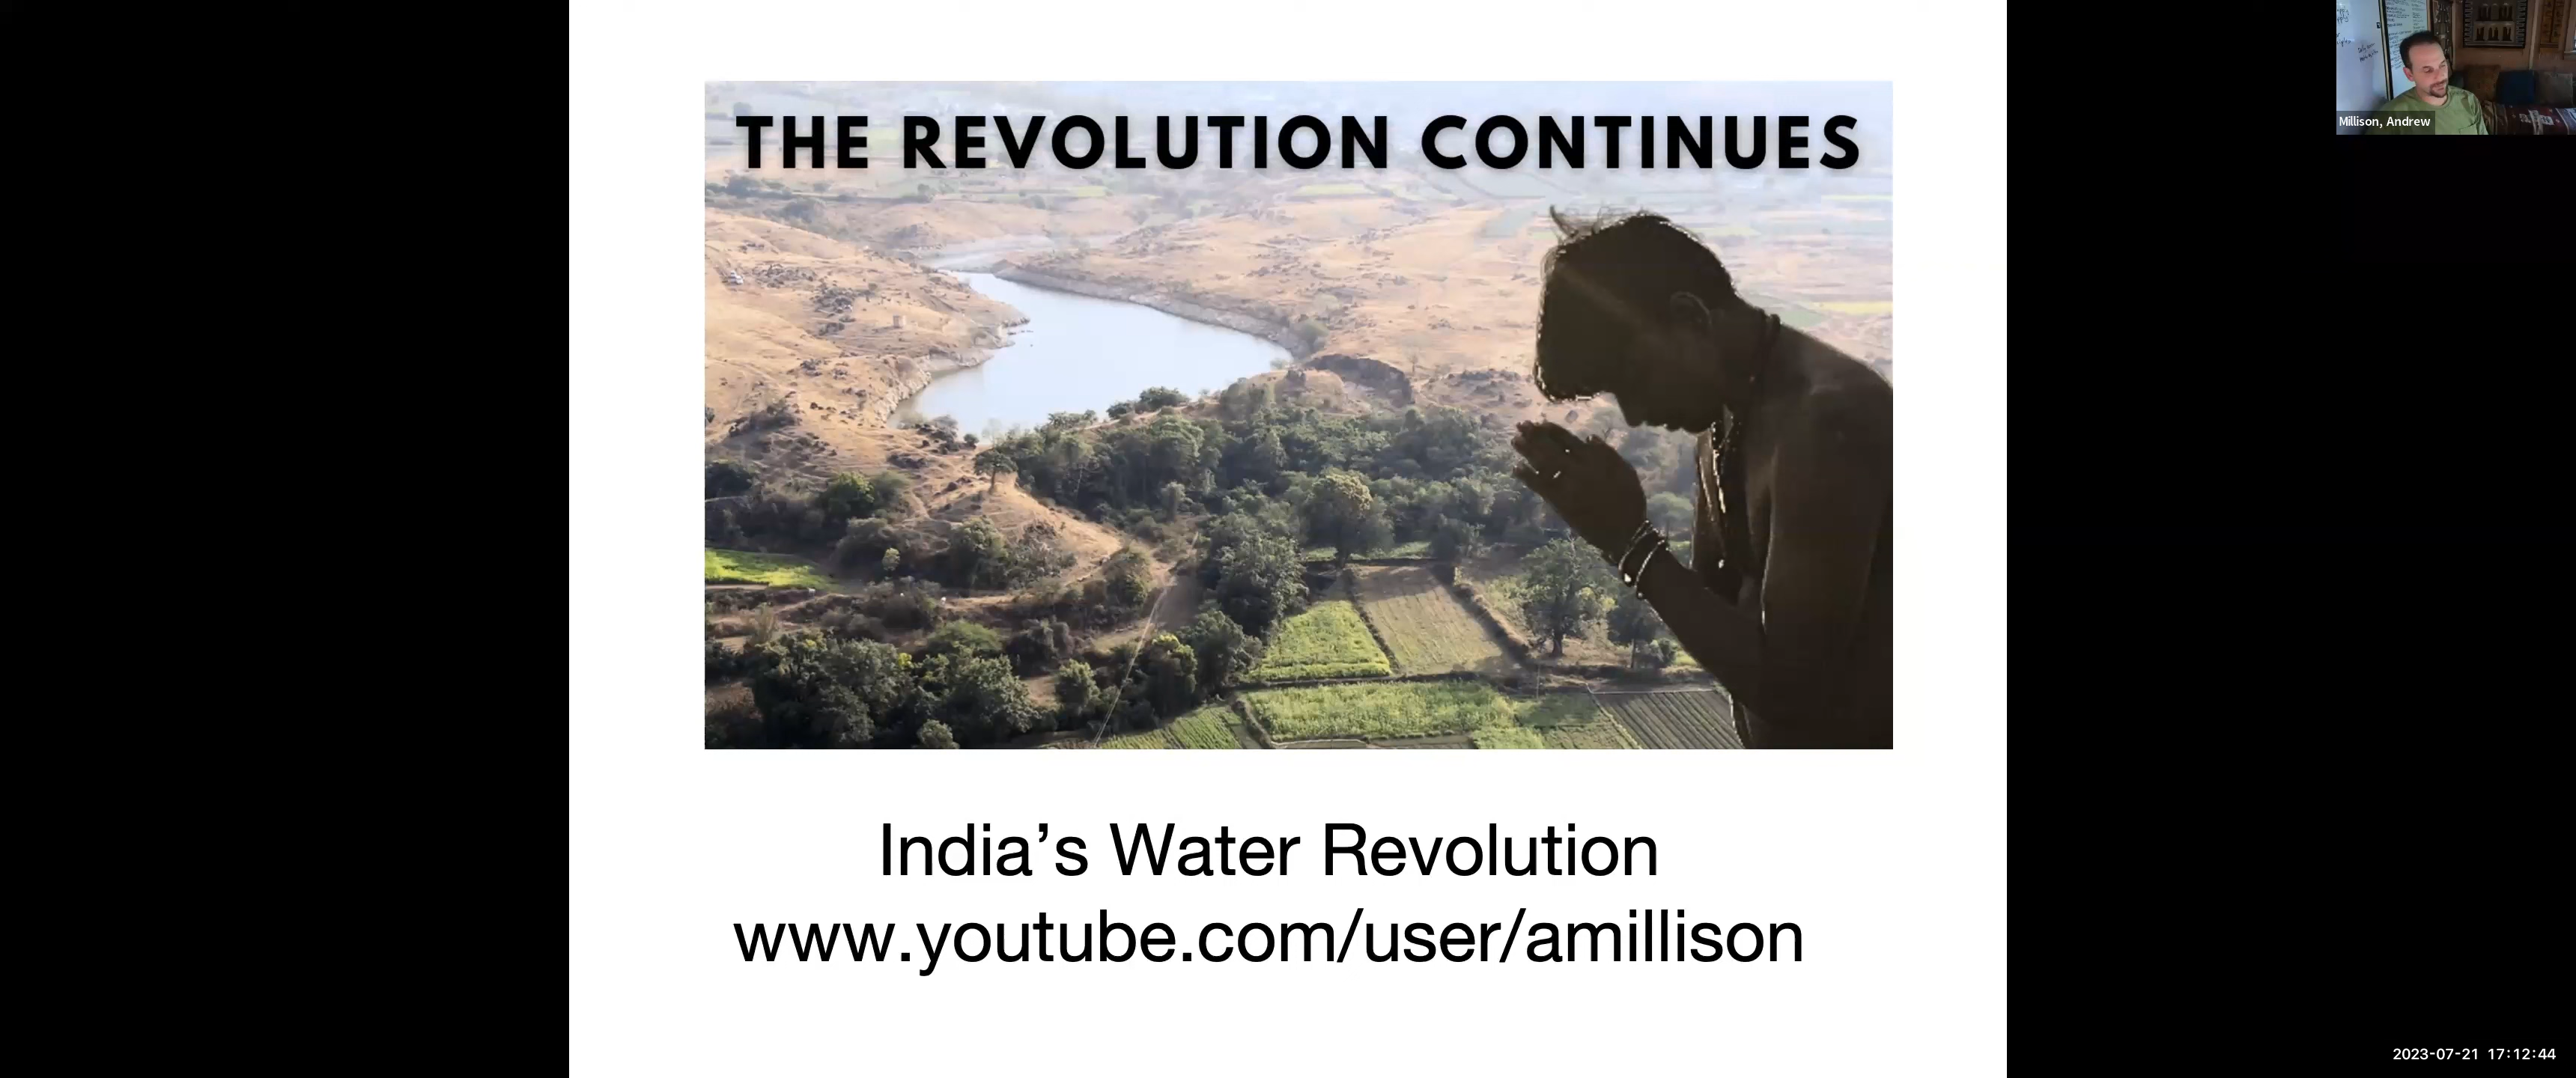 THE REVOLUTION CONTINUES
Millison, Andrew
India’s Water Revolution
www.youtube.com/user/amillison
2023-07-21 17:12:44